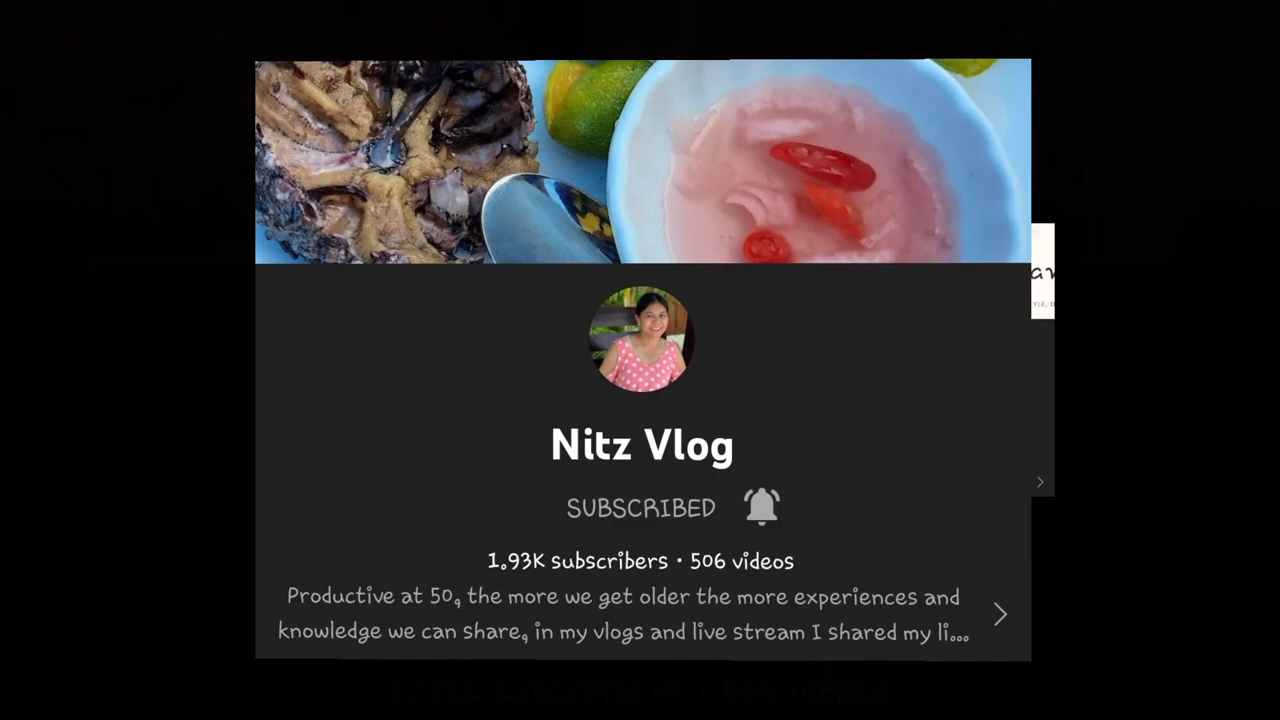 Nitz Vlog
SUBSCRIBED
1.93K subscribers • 506 videos
Productive at 50, the more we get older the more experiences and
knowledge we can share, in my vlogs and live stream I shared my li...